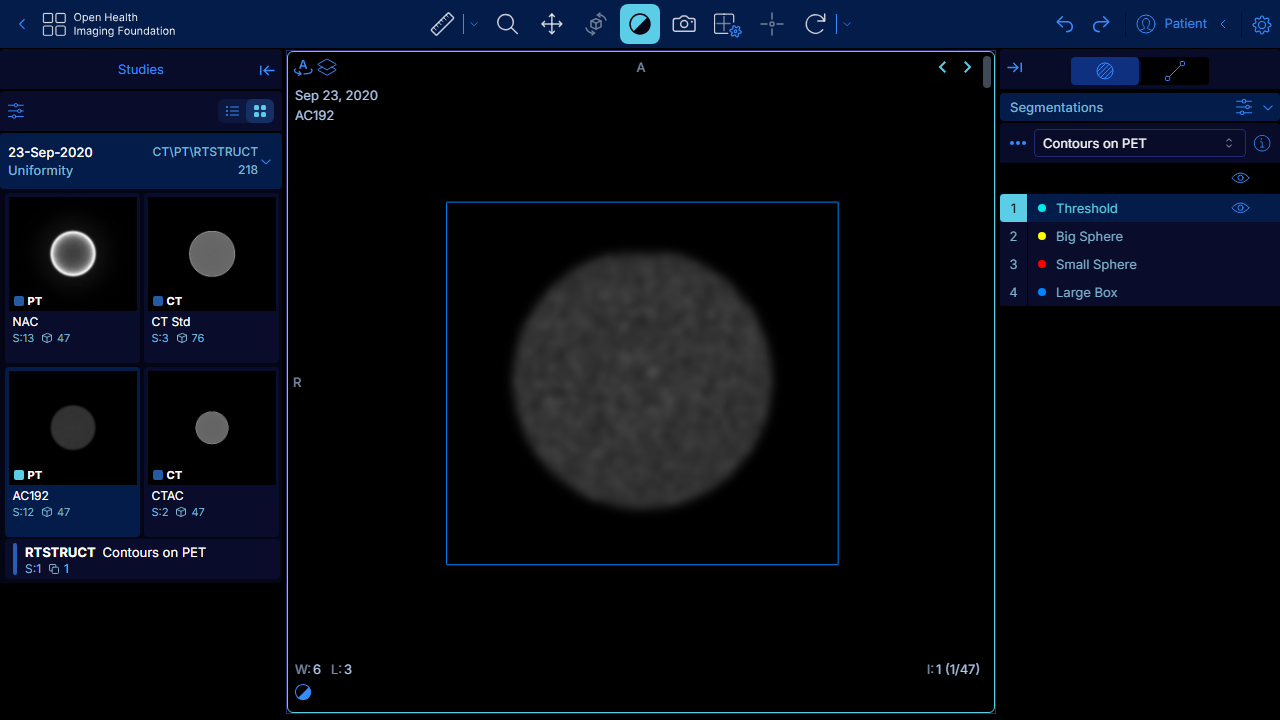 Open Health
Imaging Foundation
Patient
Studies
23-Sep-2020
CT\PT\RTSTRUCT
Uniformity
218
PT
NAC
S:13 47
CT
CT Std
S:3 76
PT
AC192
S:12 47
CT
CTAC
S:2 47
RTSTRUCT Contours on PET
S:1 1
A
A
Sep 23, 2020
AC192
R
W: 6 L: 3
I: 1 (1/47)
Segmentations
Contours on PET
1 Threshold
2 Big Sphere
3 Small Sphere
4 Large Box